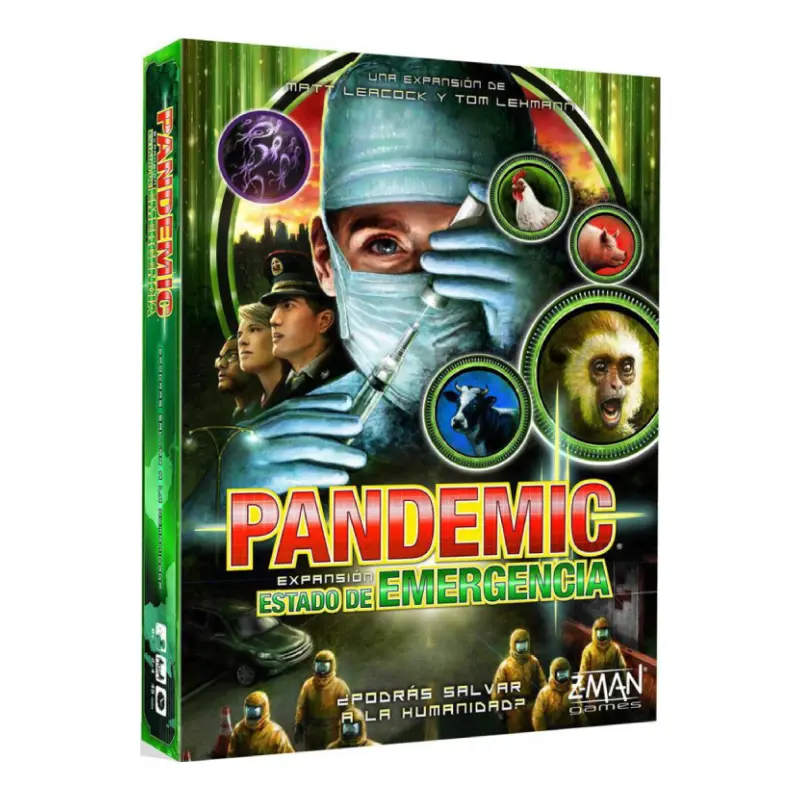 UNA EXPANSIÓN DE
MATT LEACOCK Y TOM LEHMANN
PANDEMIC®
EXPANSIÓN
ESTADO DE EMERGENCIA
¿PODRÁS SALVAR
A LA HUMANIDAD?
Z-MAN
games
PANDEMIC